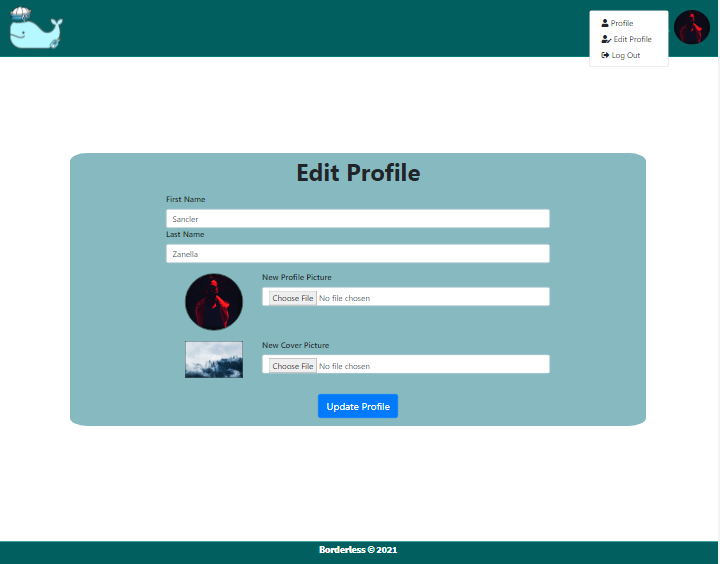 Profile
Edit Profile
Log Out
Edit Profile
First Name
Sancler
Last Name
Zanella
New Profile Picture
Choose File No file chosen
New Cover Picture
Choose File No file chosen
Update Profile
Borderless © 2021